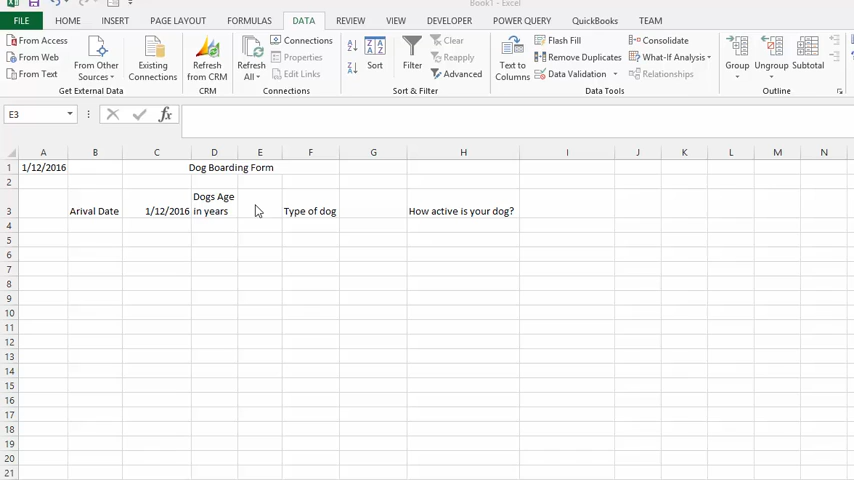 Book1 - Excel
FILE HOME INSERT PAGE LAYOUT FORMULAS DATA REVIEW VIEW DEVELOPER POWER QUERY QuickBooks TEAM
From Access
From Web
From Text
From Other Sources
Existing Connections
Get External Data
Refresh from CRM
CRM
Refresh All
Connections
Properties
Edit Links
Connections
Sort
Filter
Clear
Reapply
Advanced
Sort & Filter
Text to Columns
Flash Fill
Remove Duplicates
Data Validation
Consolidate
What-If Analysis
Relationships
Data Tools
Group
Ungroup
Subtotal
Outline
E3
fx
A B C D E F G H I J K L M N
1 1/12/2016 Dog Boarding Form
2
3 Arival Date 1/12/2016 Dogs Age in years Type of dog How active is your dog?
4
5
6
7
8
9
10
11
12
13
14
15
16
17
18
19
20
21